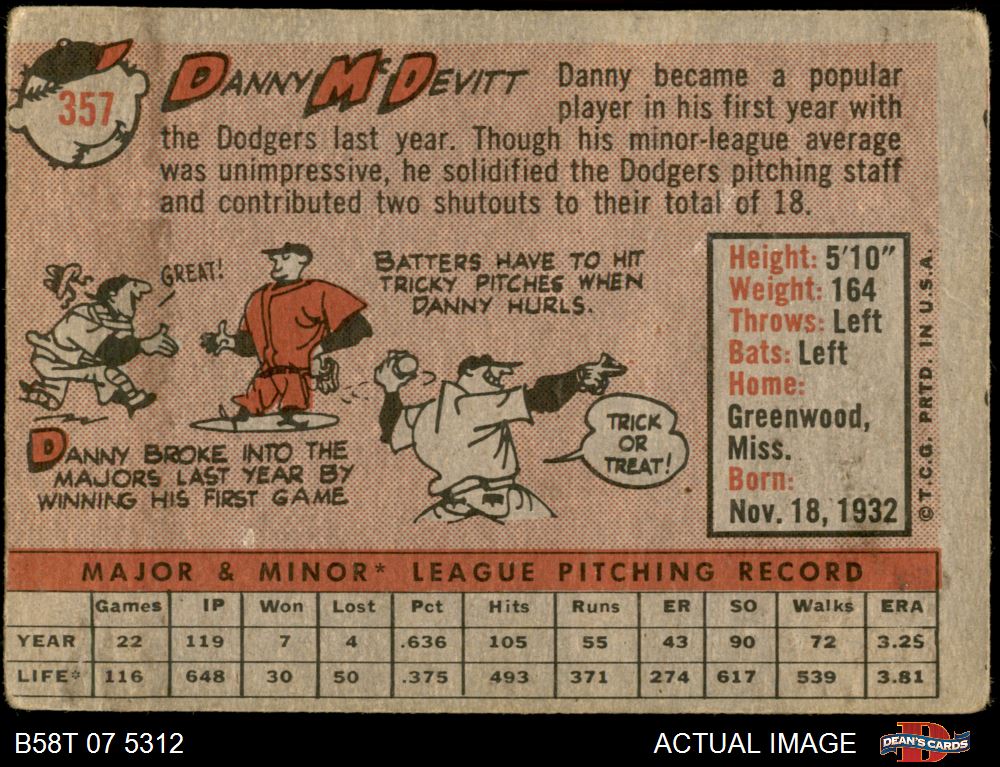 357
DANNY McDEVITT
Danny became a popular
player in his first year with
the Dodgers last year. Though his minor-league average
was unimpressive, he solidified the Dodgers pitching staff
and contributed two shutouts to their total of 18.
GREAT!
DANNY BROKE INTO THE
MAJORS LAST YEAR BY
WINNING HIS FIRST GAME
BATTERS HAVE TO HIT
TRICKY PITCHES WHEN
DANNY HURLS.
TRICK
OR
TREAT!
Height: 5'10"
Weight: 164
Throws: Left
Bats: Left
Home:
Greenwood,
Miss.
Born:
Nov. 18, 1932
© T.C.G. PRTD. IN U.S.A.
MAJOR & MINOR* LEAGUE PITCHING RECORD
Games IP Won Lost Pct Hits Runs ER SO Walks ERA
YEAR 22 119 7 4 .636 105 55 43 90 72 3.25
LIFE* 116 648 30 50 .375 493 371 274 617 539 3.81
B58T 07 5312
ACTUAL IMAGE
D
DEAN'S CARDS